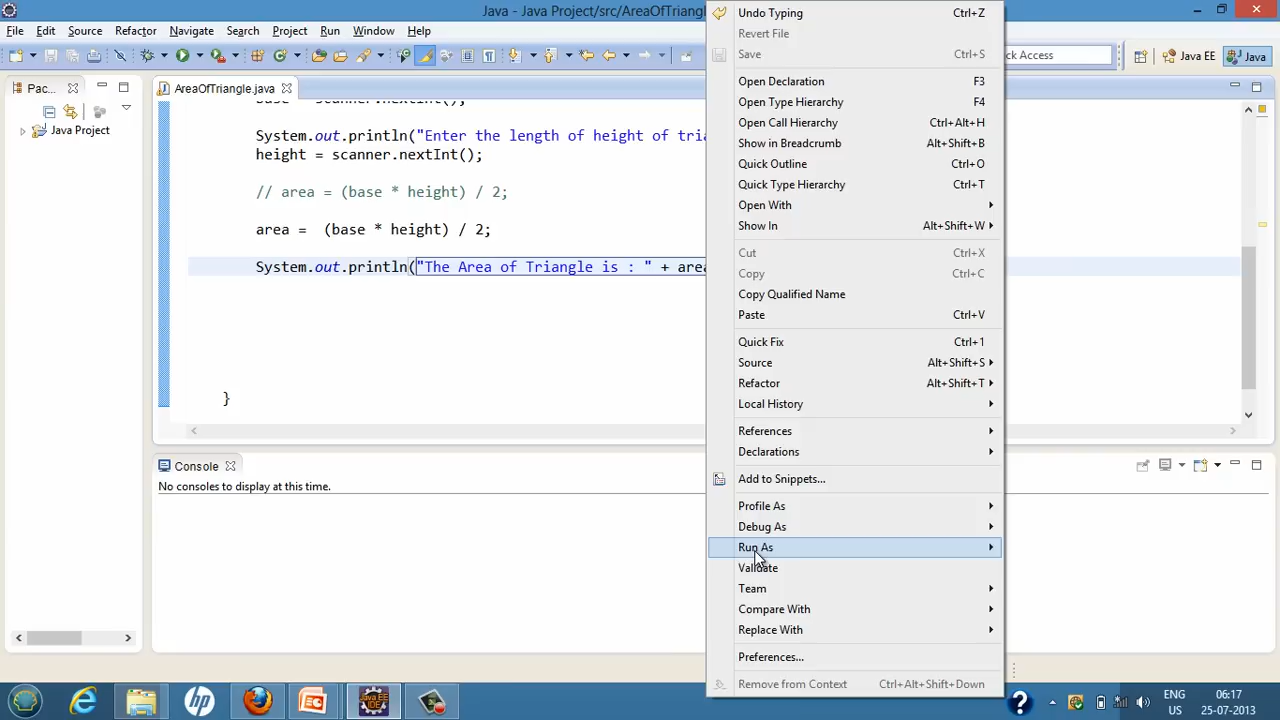 Java - Java Project/src/AreaOfTriangl
File Edit Source Refactor Navigate Search Project Run Window Help
ck Access
Java EE
Java
Pac...
AreaOfTriangle.java
Java Project
System.out.println("Enter the length of height of tria
height = scanner.nextInt();
// area = (base * height) / 2;
area =  (base * height) / 2;
System.out.println("The Area of Triangle is : " + area
}
Console
No consoles to display at this time.
Undo Typing Ctrl+Z
Revert File
Save Ctrl+S
Open Declaration F3
Open Type Hierarchy F4
Open Call Hierarchy Ctrl+Alt+H
Show in Breadcrumb Alt+Shift+B
Quick Outline Ctrl+O
Quick Type Hierarchy Ctrl+T
Open With
Show In Alt+Shift+W
Cut Ctrl+X
Copy Ctrl+C
Copy Qualified Name
Paste Ctrl+V
Quick Fix Ctrl+1
Source Alt+Shift+S
Refactor Alt+Shift+T
Local History
References
Declarations
Add to Snippets...
Profile As
Debug As
Run As
Validate
Team
Compare With
Replace With
Preferences...
Remove from Context Ctrl+Alt+Shift+Down
hp
Java EE
IDE
ENG
US
06:17
25-07-2013